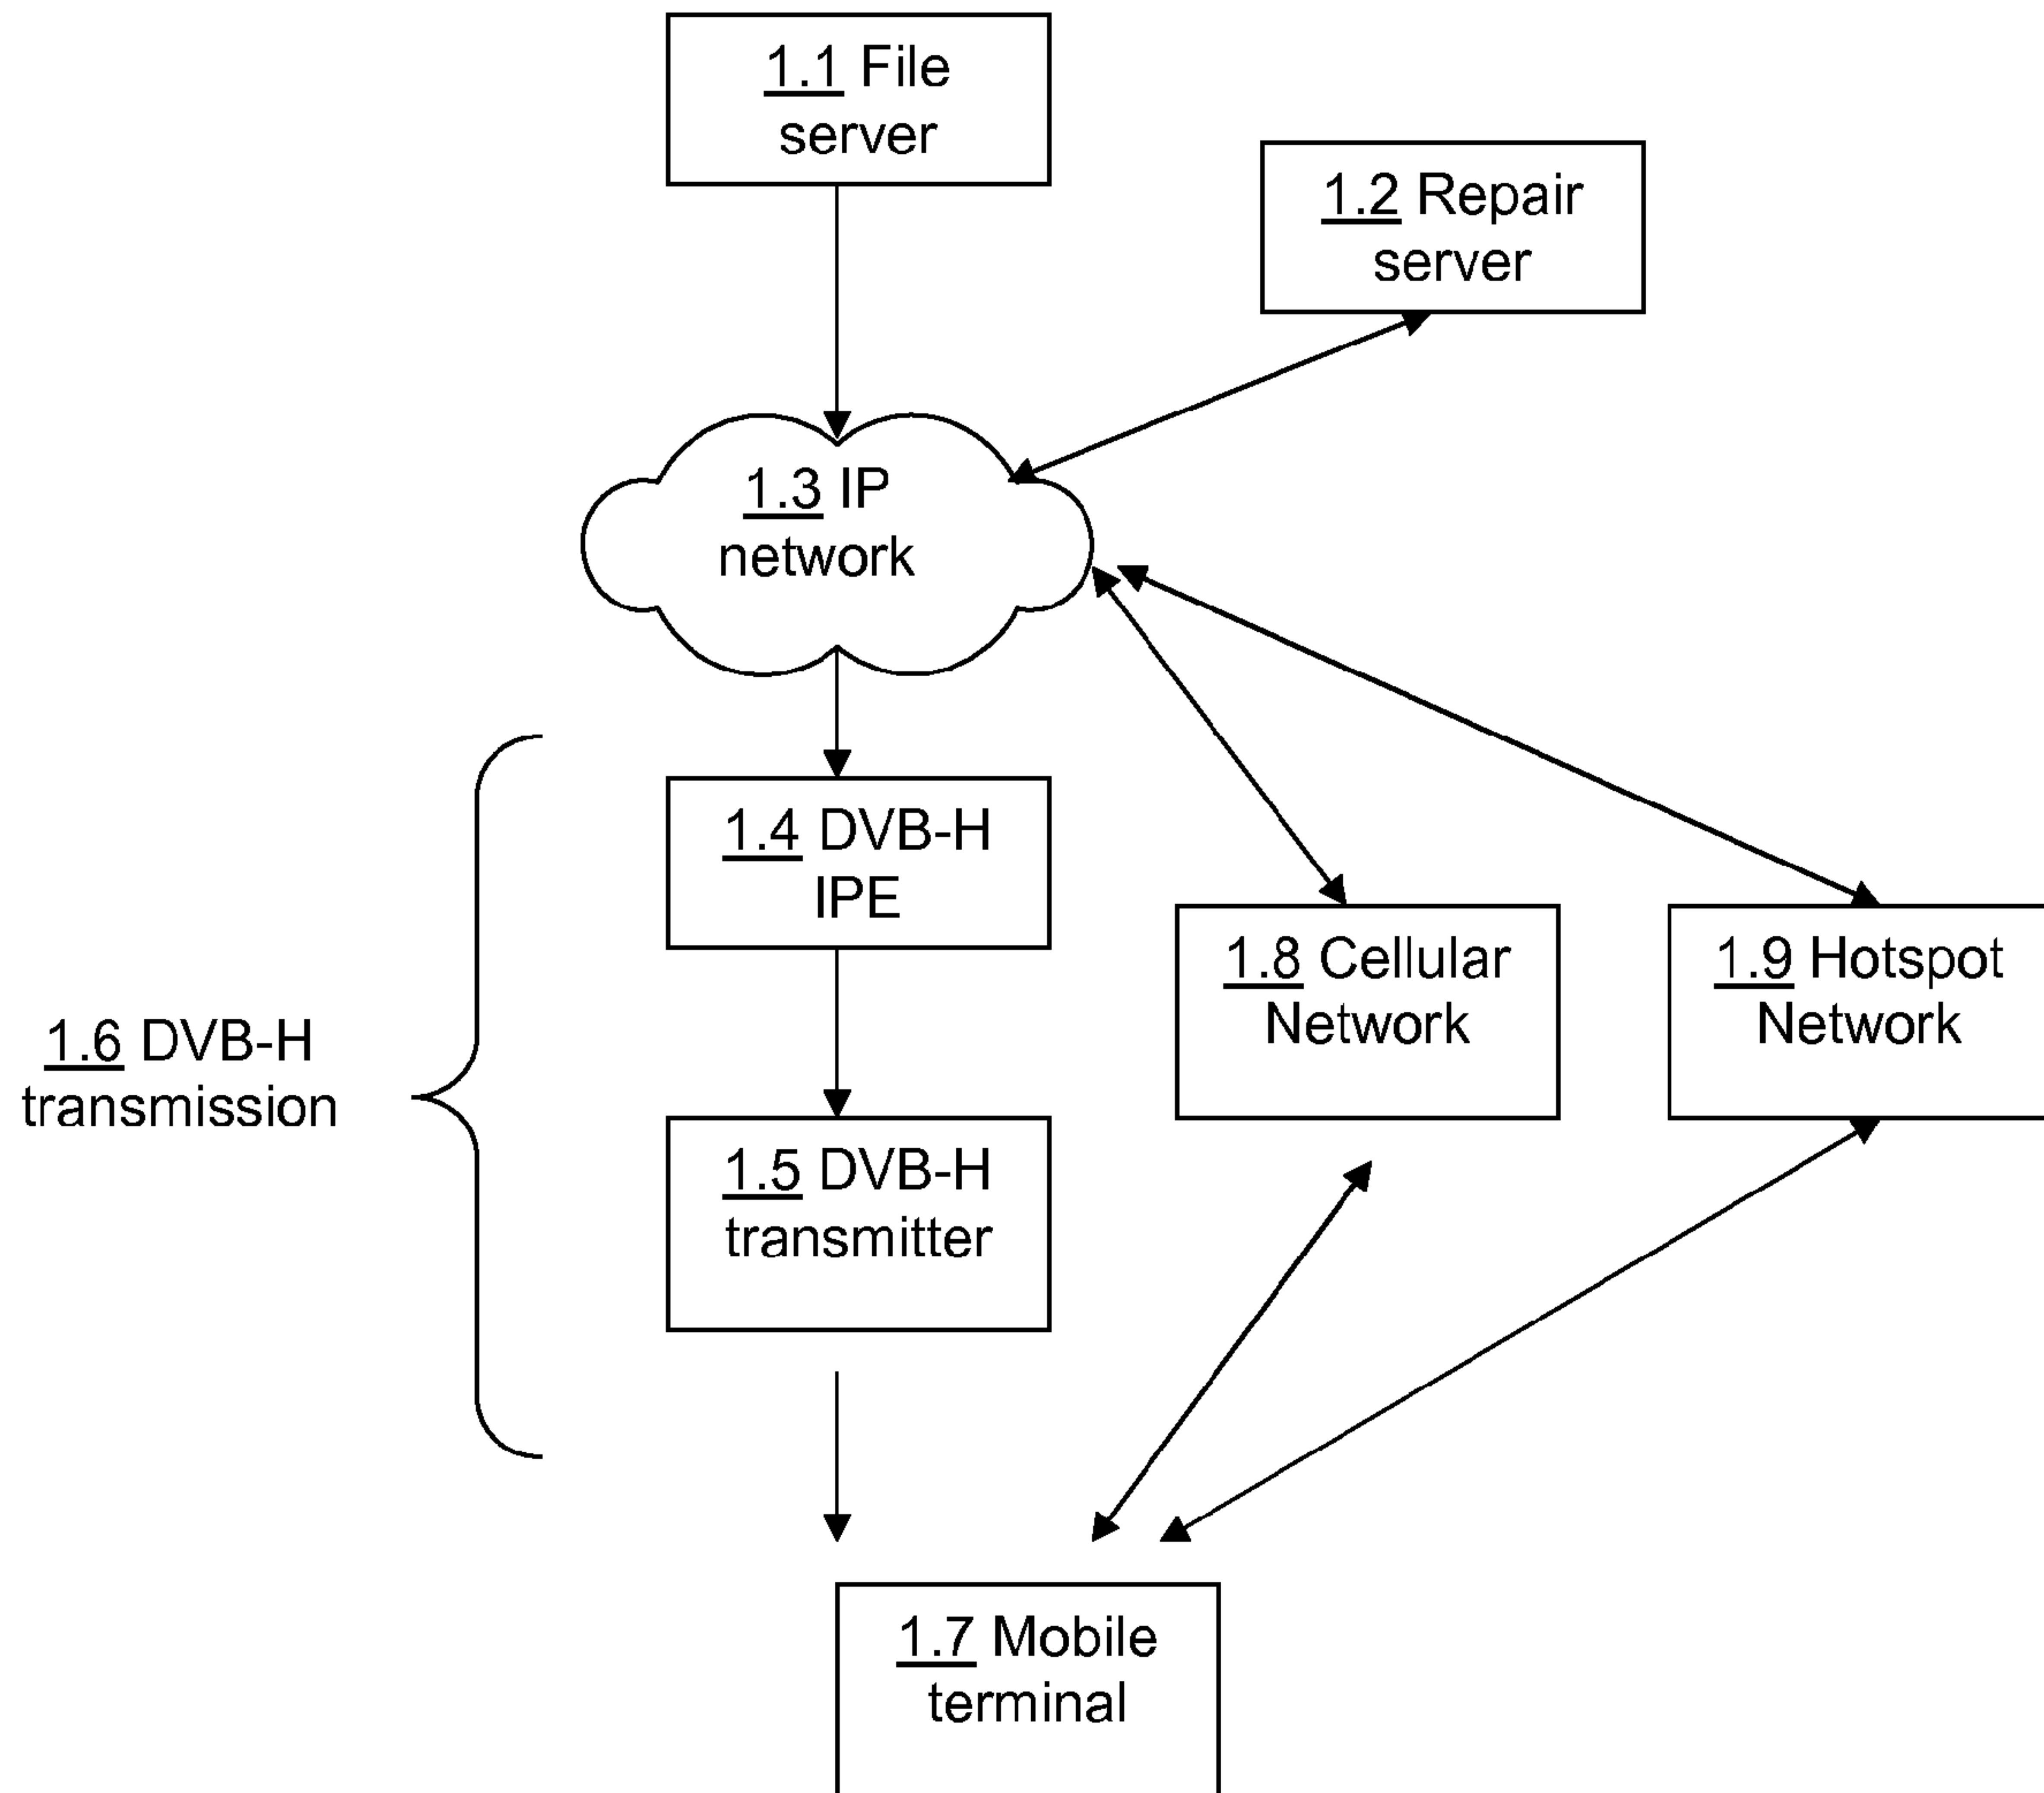 1.1 File
server
1.2 Repair
server
1.3 IP
network
1.4 DVB-H
IPE
1.8 Cellular
Network
1.9 Hotspot
Network
1.6 DVB-H
transmission
1.5 DVB-H
transmitter
1.7 Mobile
terminal